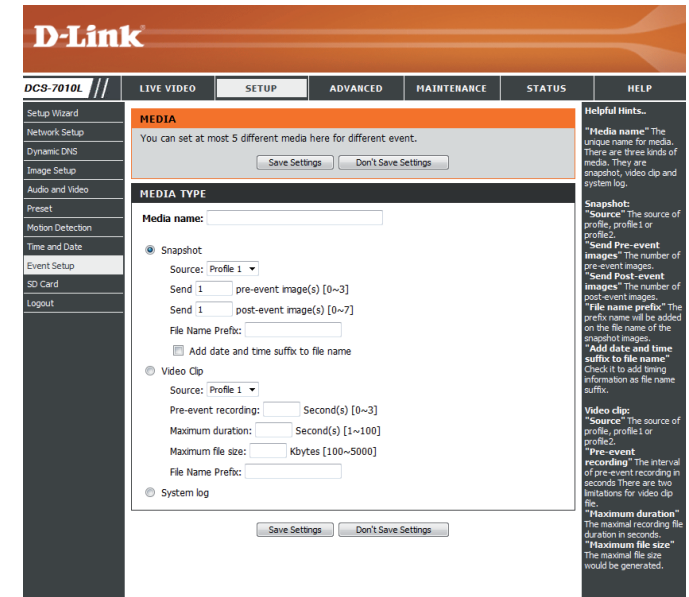 D-Link
DCS-7010L // LIVE VIDEO SETUP ADVANCED MAINTENANCE STATUS HELP
Setup Wizard
Network Setup
Dynamic DNS
Image Setup
Audio and Video
Preset
Motion Detection
Time and Date
Event Setup
SD Card
Logout
MEDIA
You can set at most 5 different media here for different event.
Save Settings Don't Save Settings
MEDIA TYPE
Media name:
Snapshot
Source: Profile 1
Send 1 pre-event image(s) [0~3]
Send 1 post-event image(s) [0~7]
File Name Prefix:
Add date and time suffix to file name
Video Clip
Source: Profile 1
Pre-event recording: Second(s) [0~3]
Maximum duration: Second(s) [1~100]
Maximum file size: Kbytes [100~5000]
File Name Prefix:
System log
Save Settings Don't Save Settings
Helpful Hints..
"Media name" The
unique name for media.
There are three kinds of
media. They are
snapshot, video clip and
system log.
Snapshot:
"Source" The source of
profile, profile1 or
profile2.
"Send Pre-event
images" The number of
pre-event images.
"Send Post-event
images" The number of
post-event images.
"File name prefix" The
prefix name will be added
on the file name of the
snapshot images.
"Add date and time
suffix to file name"
Check it to add timing
information as file name
suffix.
Video clip:
"Source" The source of
profile, profile1 or
profile2.
"Pre-event
recording" The interval
of pre-event recording in
seconds There are two
limitations for video clip
file.
"Maximum duration"
The maximal recording file
duration in seconds.
"Maximum file size"
The maximal file size
would be generated.